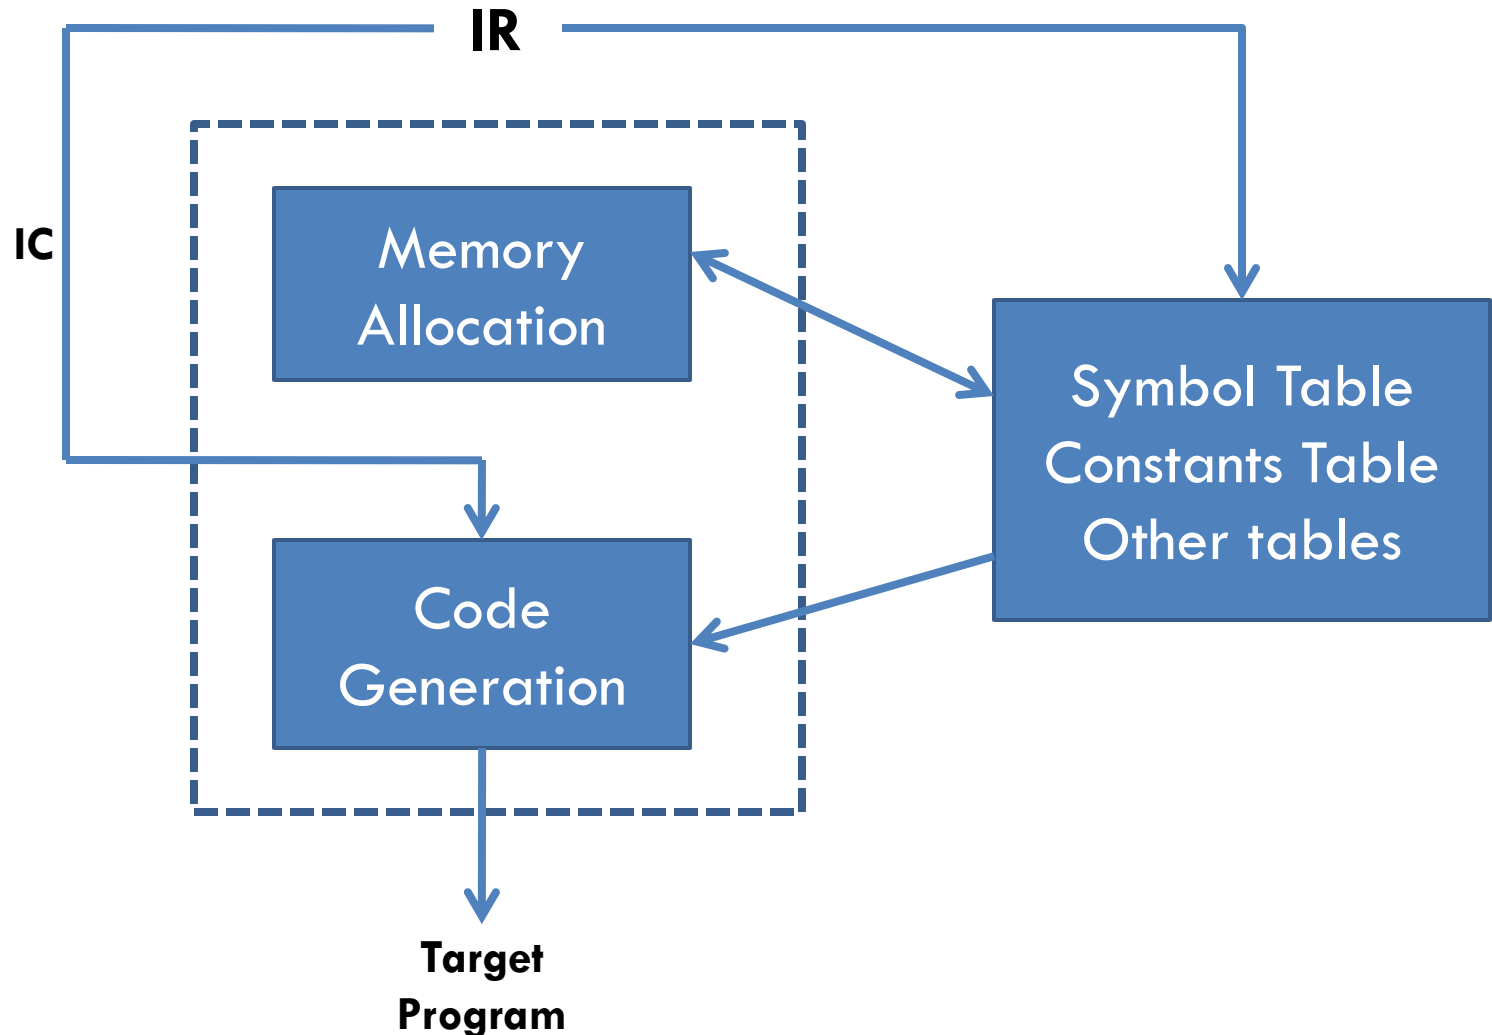 IR
IC
Memory
Allocation
Symbol Table
Constants Table
Other tables
Code
Generation
Target
Program